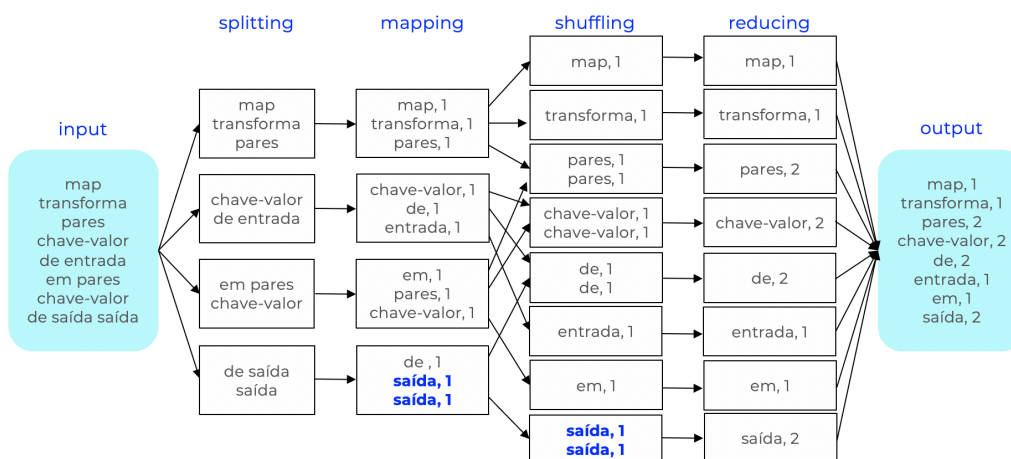 splitting
mapping
shuffling
reducing
input
output
map
transforma
pares
chave-valor
de entrada
em pares
chave-valor
de saída saída
map
transforma
pares
chave-valor
de entrada
em pares
chave-valor
de saída
saída
map, 1
transforma, 1
pares, 1
chave-valor, 1
de, 1
entrada, 1
em, 1
pares, 1
chave-valor, 1
de , 1
saída, 1
saída, 1
map, 1
transforma, 1
pares, 1
pares, 1
chave-valor, 1
chave-valor, 1
de, 1
de, 1
entrada, 1
em, 1
saída, 1
saída, 1
map, 1
transforma, 1
pares, 2
chave-valor, 2
de, 2
entrada, 1
em, 1
saída, 2
map, 1
transforma, 1
pares, 2
chave-valor, 2
de, 2
entrada, 1
em, 1
saída, 2